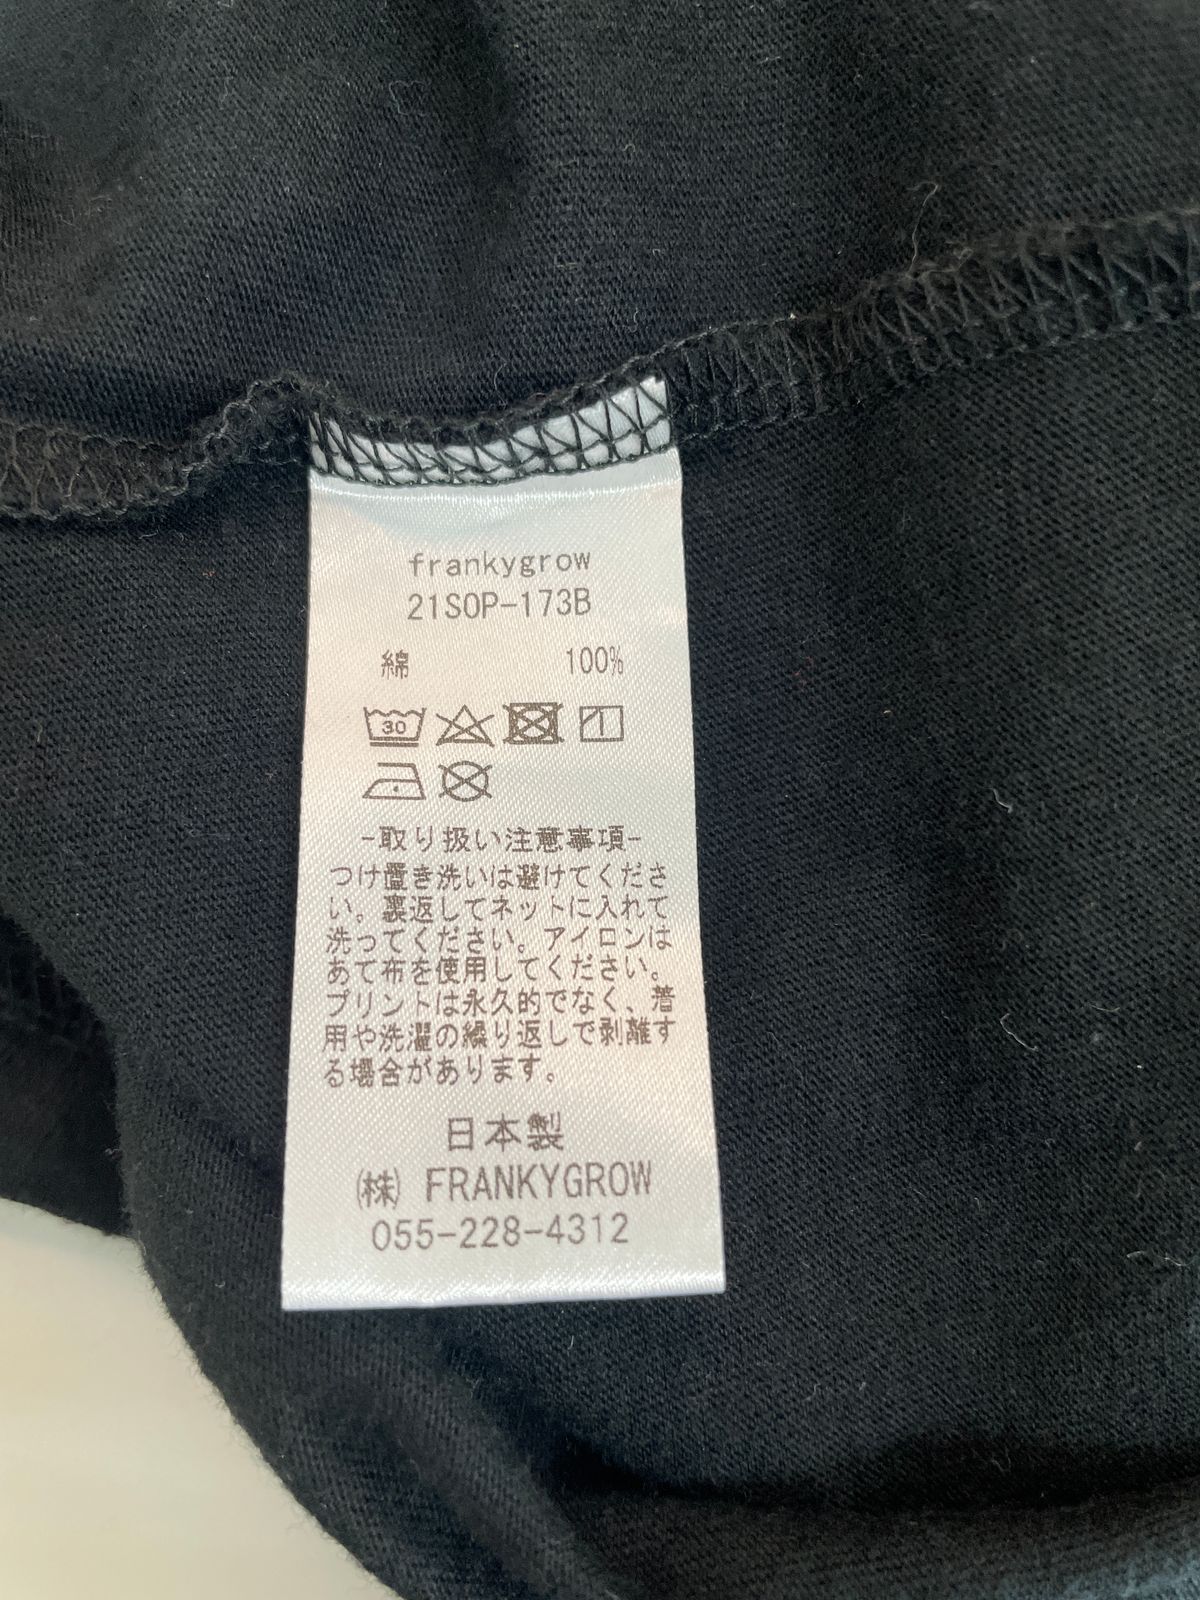 frankygrow
21SOP-173B
綿 100%
30
-取り扱い注意事項-
つけ置き洗いは避けてくださ
い。裏返してネットに入れて
洗ってください。アイロンは
あて布を使用してください。
プリントは永久的でなく、着
用や洗濯の繰り返しで剥離す
る場合があります。
日本製
㈱ FRANKYGROW
055-228-4312